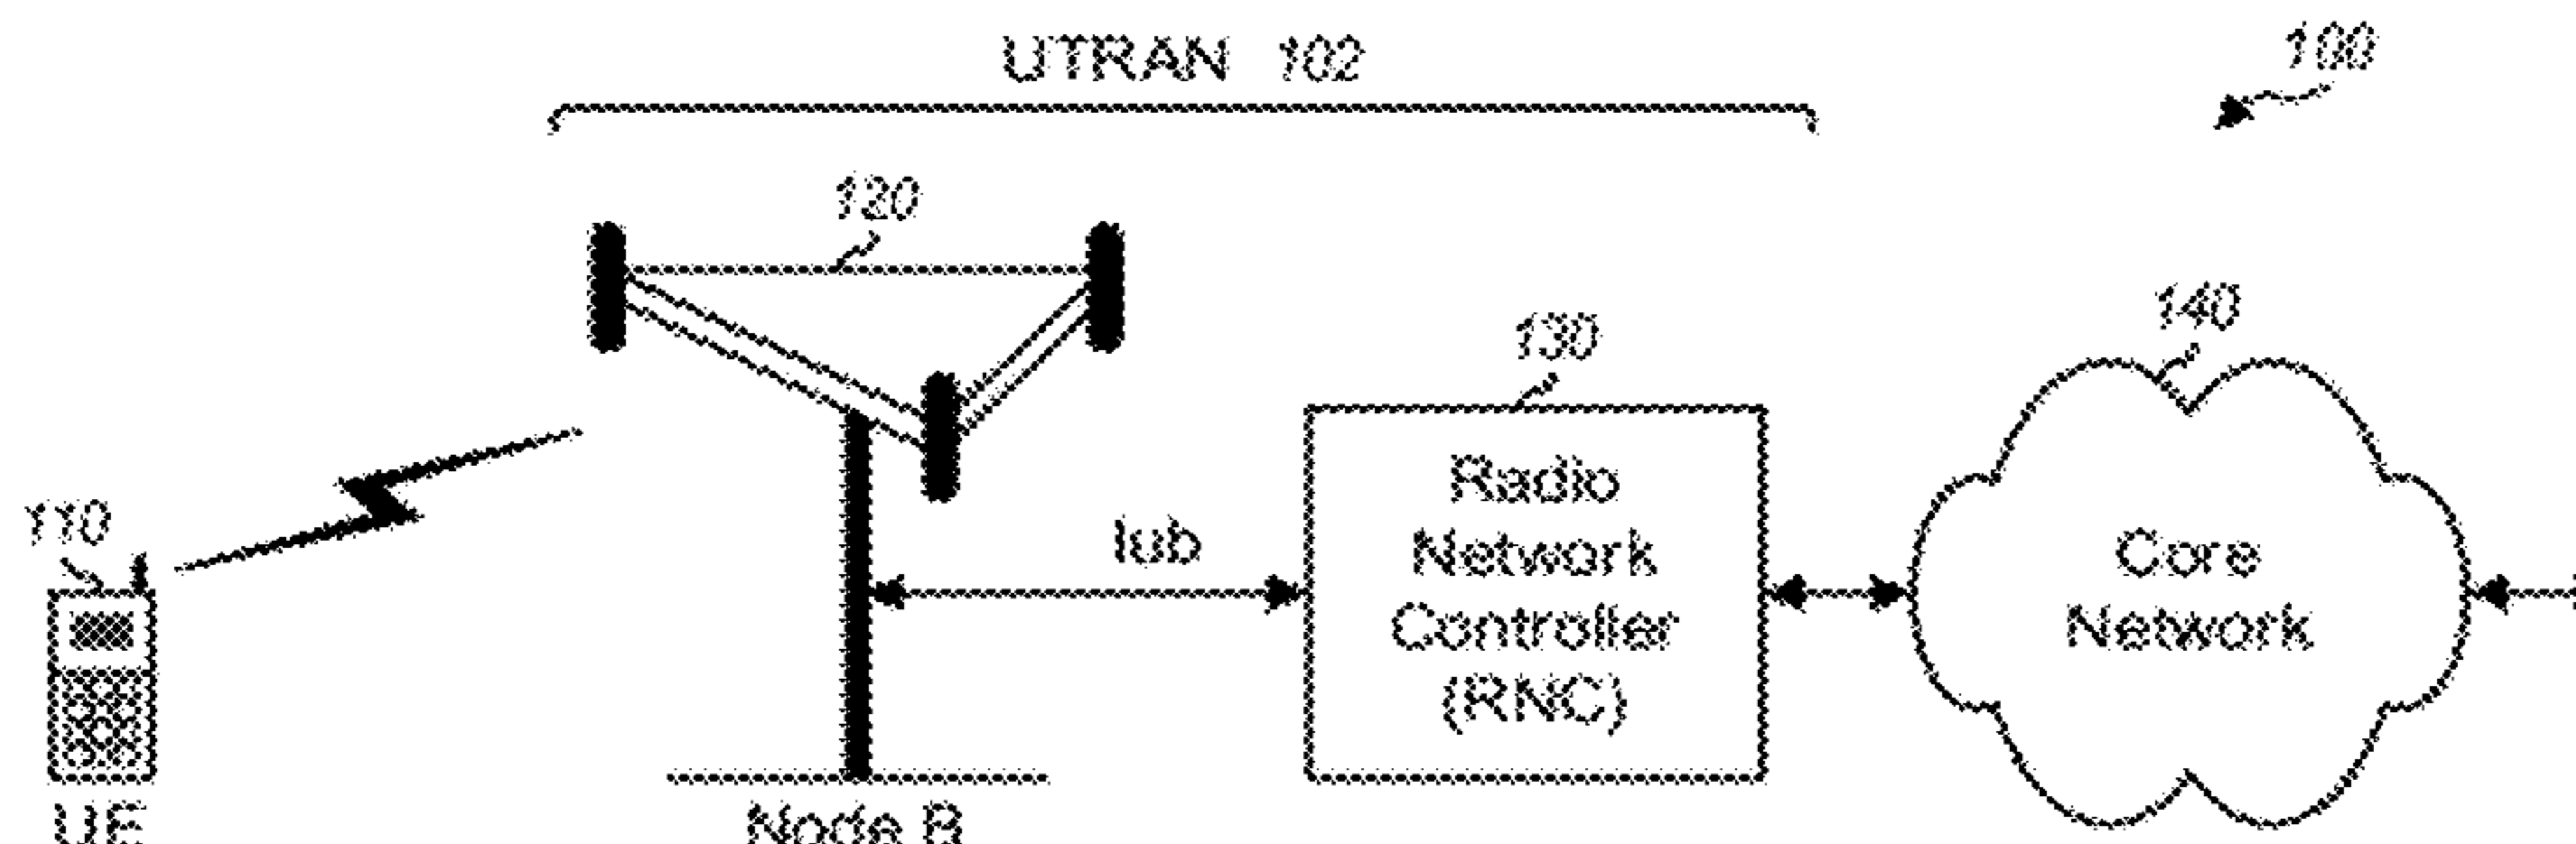 UTRAN 102
100
120
140
130
110
Iub
Radio
Network
Controller
(RNC)
Core
Network
UE
Node B